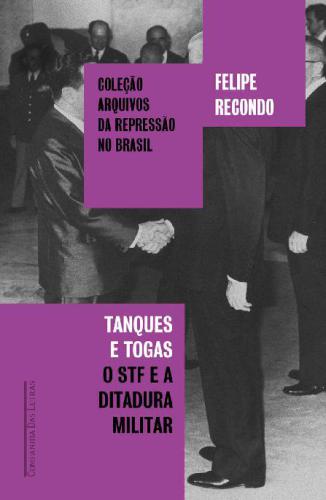 COLEÇÃO
ARQUIVOS
DA REPRESSÃO
NO BRASIL
FELIPE
RECONDO
TANQUES
E TOGAS
O STF E A
DITADURA
MILITAR
COMPANHIA DAS LETRAS